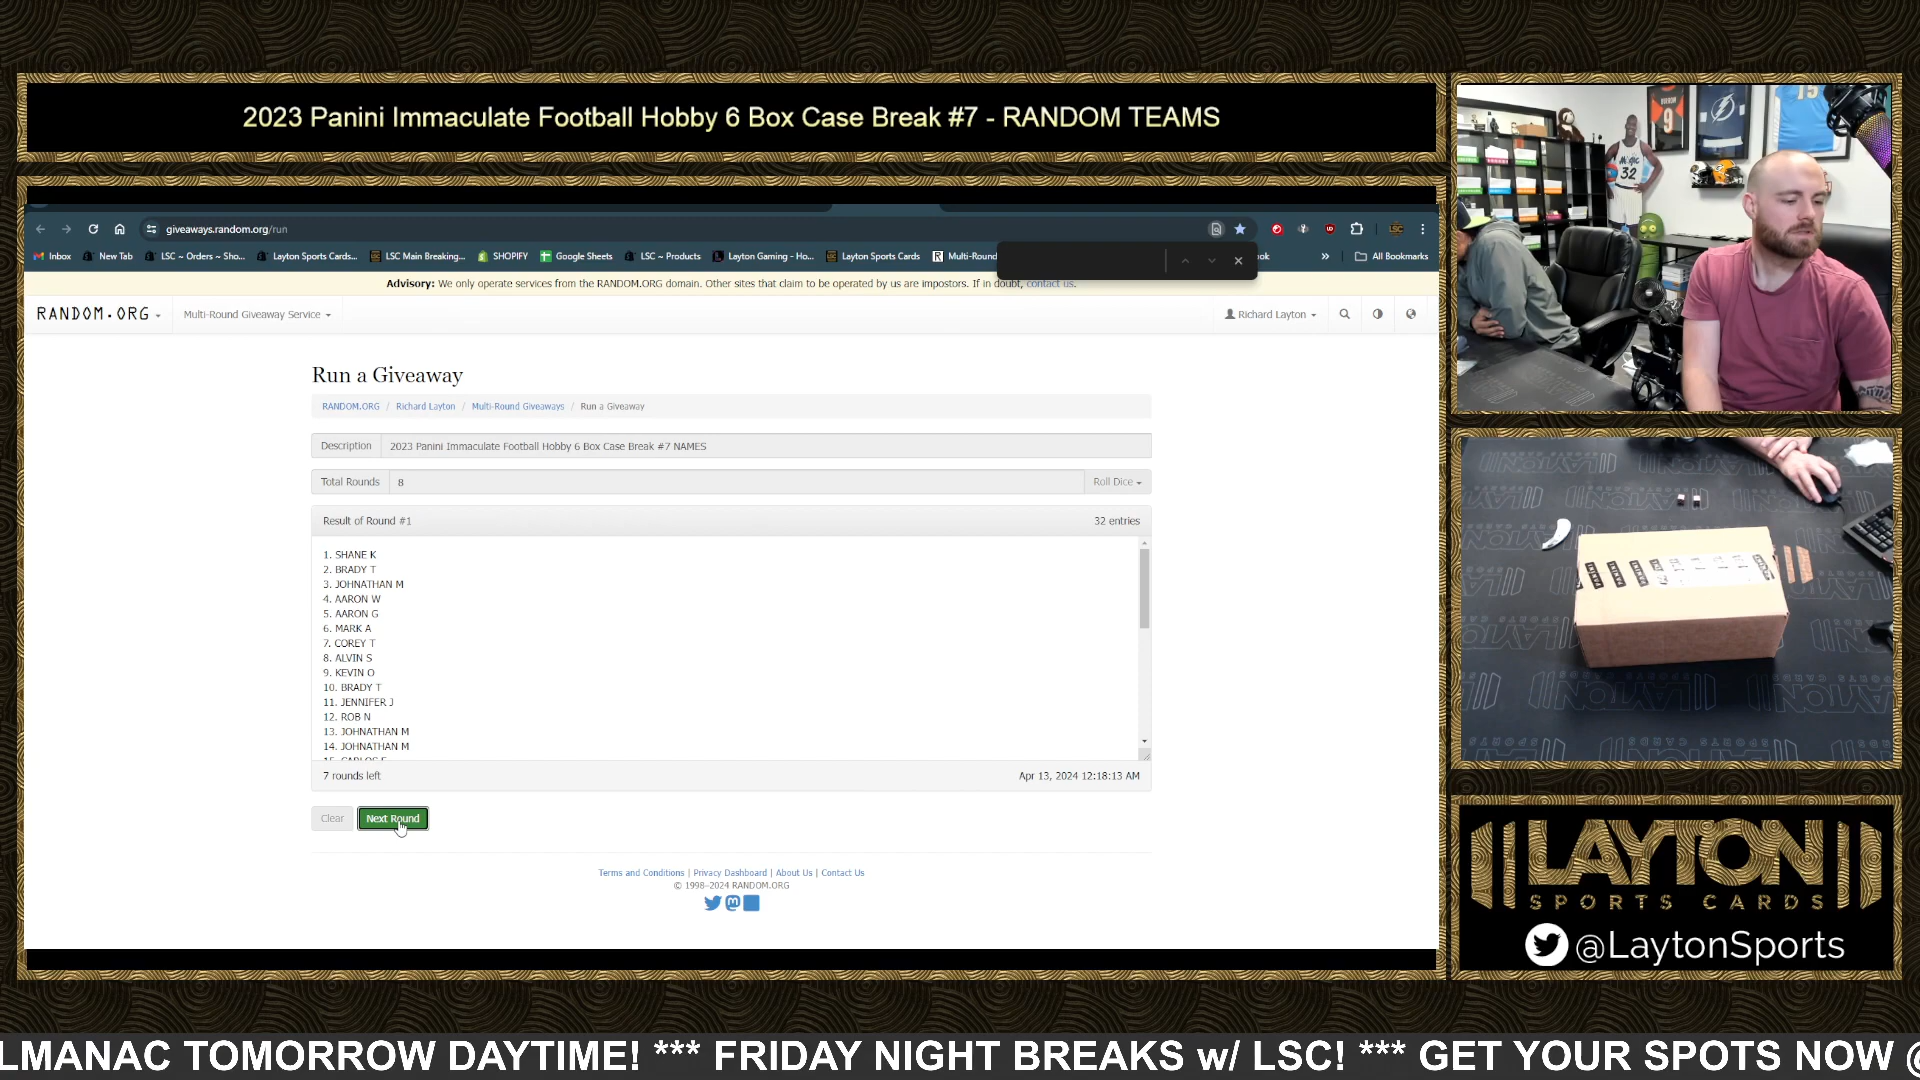 2023 Panini Immaculate Football Hobby 6 Box Case Break #7 - RANDOM TEAMS
giveaways.random.org/run
Inbox New Tab LSC ~ Orders ~ Sho... Layton Sports Cards... LSC Main Breaking... SHOPIFY Google Sheets LSC ~ Products Layton Gaming - Ho... Layton Sports Cards Multi-Round ok » All Bookmarks
Advisory: We only operate services from the RANDOM.ORG domain. Other sites that claim to be operated by us are impostors. If in doubt, contact us.
RANDOM.ORG Multi-Round Giveaway Service Richard Layton
Run a Giveaway
RANDOM.ORG / Richard Layton / Multi-Round Giveaways / Run a Giveaway
Description 2023 Panini Immaculate Football Hobby 6 Box Case Break #7 NAMES
Total Rounds 8 Roll Dice
Result of Round #1 32 entries
1. SHANE K
2. BRADY T
3. JOHNATHAN M
4. AARON W
5. AARON G
6. MARK A
7. COREY T
8. ALVIN S
9. KEVIN O
10. BRADY T
11. JENNIFER J
12. ROB N
13. JOHNATHAN M
14. JOHNATHAN M
7 rounds left Apr 13, 2024 12:18:13 AM
Clear Next Round
Terms and Conditions | Privacy Dashboard | About Us | Contact Us
© 1998–2024 RANDOM.ORG
9
15
Magic
32
LAYTON
SPORTS CARDS
@LaytonSports
LMANAC TOMORROW DAYTIME! *** FRIDAY NIGHT BREAKS w/ LSC! *** GET YOUR SPOTS NOW @